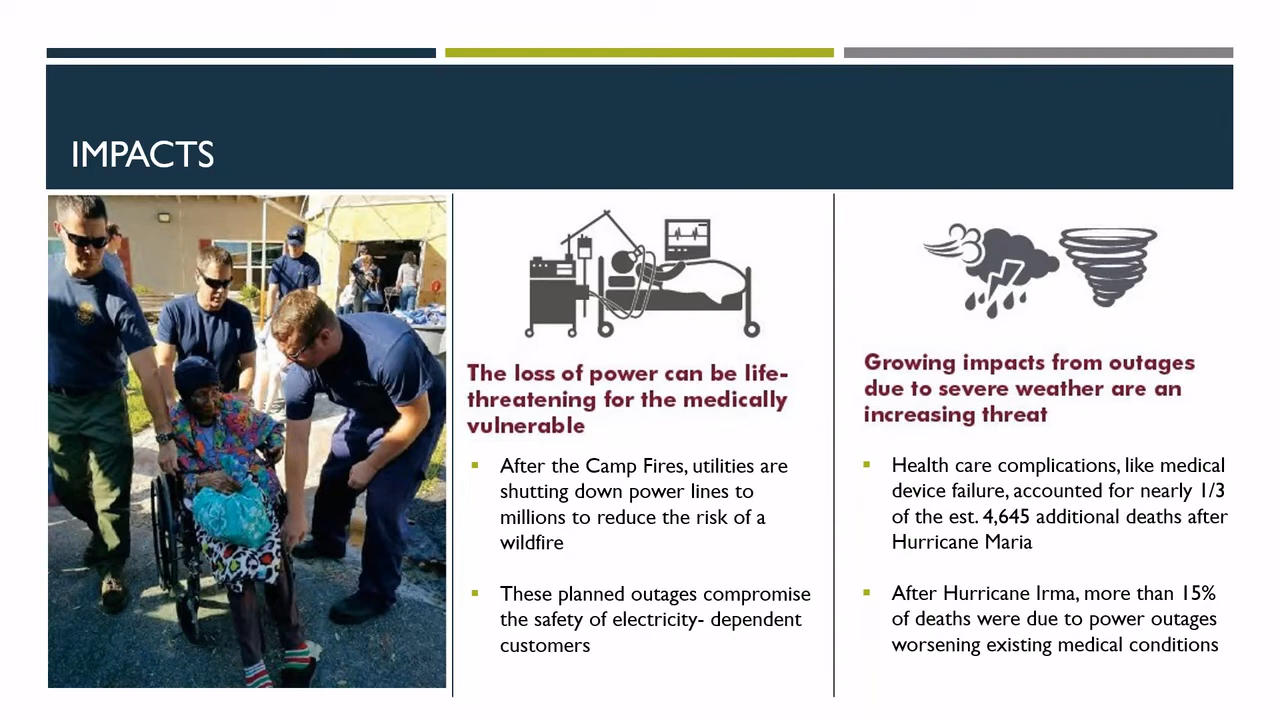 IMPACTS
The loss of power can be life-
threatening for the medically
vulnerable
After the Camp Fires, utilities are
shutting down power lines to
millions to reduce the risk of a
wildfire
These planned outages compromise
the safety of electricity- dependent
customers
Growing impacts from outages
due to severe weather are an
increasing threat
Health care complications, like medical
device failure, accounted for nearly 1/3
of the est. 4,645 additional deaths after
Hurricane Maria
After Hurricane Irma, more than 15%
of deaths were due to power outages
worsening existing medical conditions